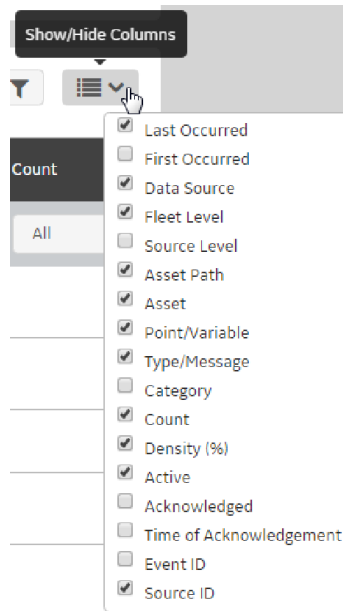 Show/Hide Columns
Count
All
Last Occurred
First Occurred
Data Source
Fleet Level
Source Level
Asset Path
Asset
Point/Variable
Type/Message
Category
Count
Density (%)
Active
Acknowledged
Time of Acknowledgement
Event ID
Source ID